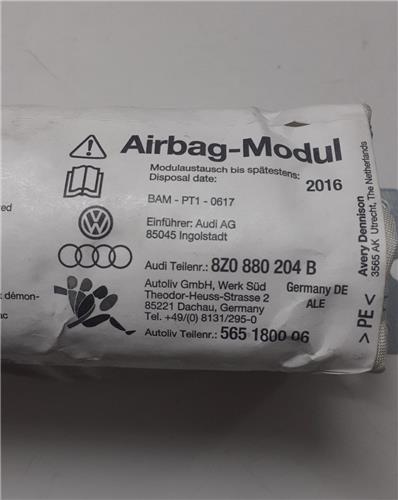 Airbag-Modul
Modulaustausch bis spätestens:
Disposal date:
2016
BAM - PT1 - 0617
Einführer: Audi AG
85045 Ingolstadt
Audi Teilenr.: 8Z0 880 204 B
Autoliv GmbH, Werk Süd
Theodor-Heuss-Strasse 2
85221 Dachau, Germany
Tel. +49/(0) 8131/295-0
Germany DE
ALE
Autoliv Teilenr.: 565 1800 06
Avery Dennison
3565 AK Utrecht, The Netherlands
> PE <
démon-